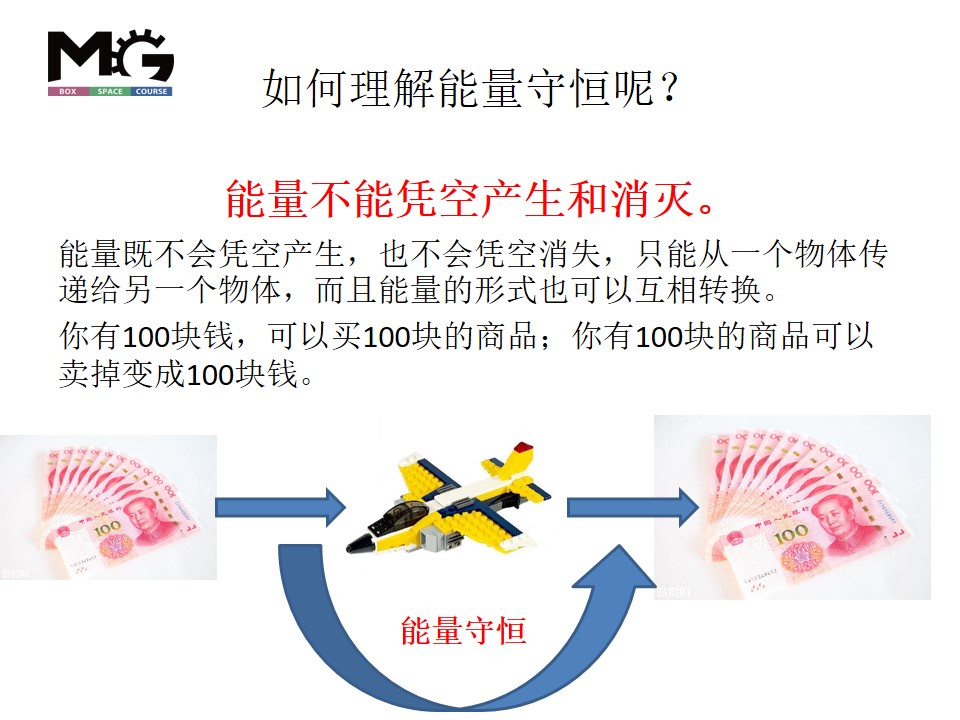 MG
BOX SPACE COURSE
如何理解能量守恒呢？
能量不能凭空产生和消灭。
能量既不会凭空产生，也不会凭空消失，只能从一个物体传
递给另一个物体，而且能量的形式也可以互相转换。
你有100块钱，可以买100块的商品；你有100块的商品可以
卖掉变成100块钱。
100
100
能量守恒